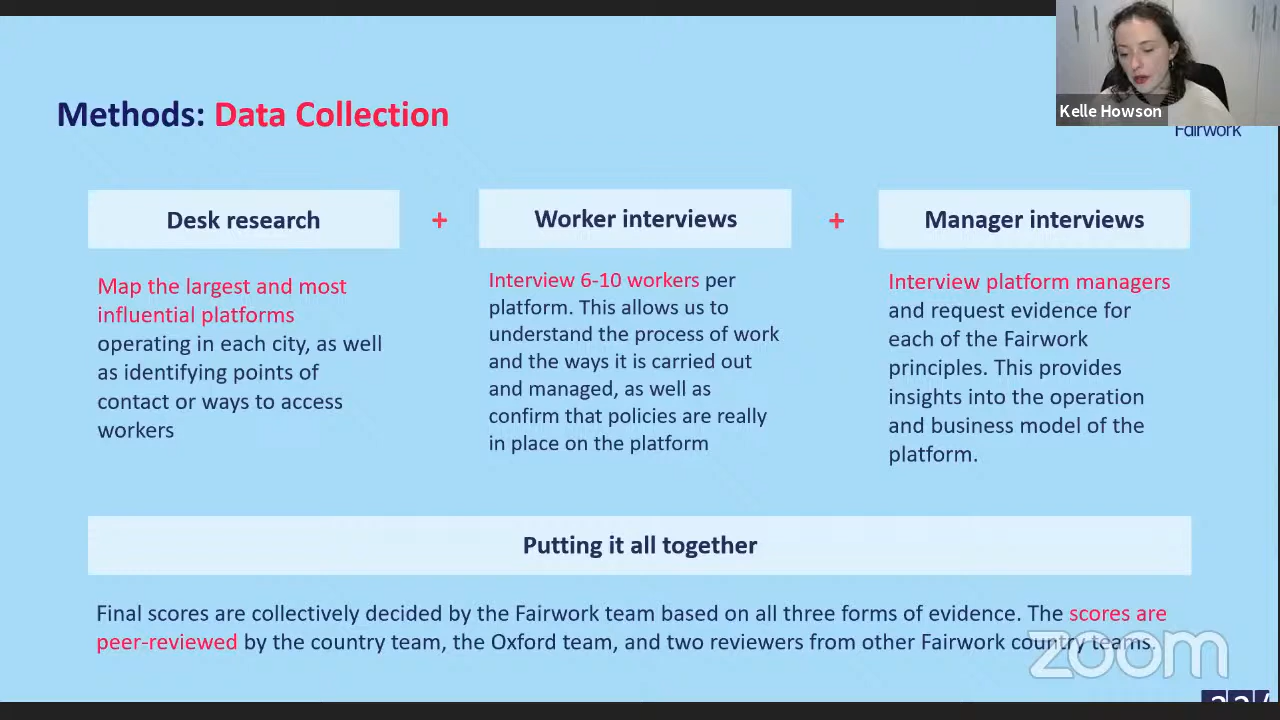 Methods: Data Collection
Kelle Howson
Fairwork
Desk research
+
Worker interviews
+
Manager interviews
Map the largest and most
influential platforms
operating in each city, as well
as identifying points of
contact or ways to access
workers
Interview 6-10 workers per
platform. This allows us to
understand the process of work
and the ways it is carried out
and managed, as well as
confirm that policies are really
in place on the platform
Interview platform managers
and request evidence for
each of the Fairwork
principles. This provides
insights into the operation
and business model of the
platform.
Putting it all together
Final scores are collectively decided by the Fairwork team based on all three forms of evidence. The scores are
peer-reviewed by the country team, the Oxford team, and two reviewers from other Fairwork country teams.
zoom